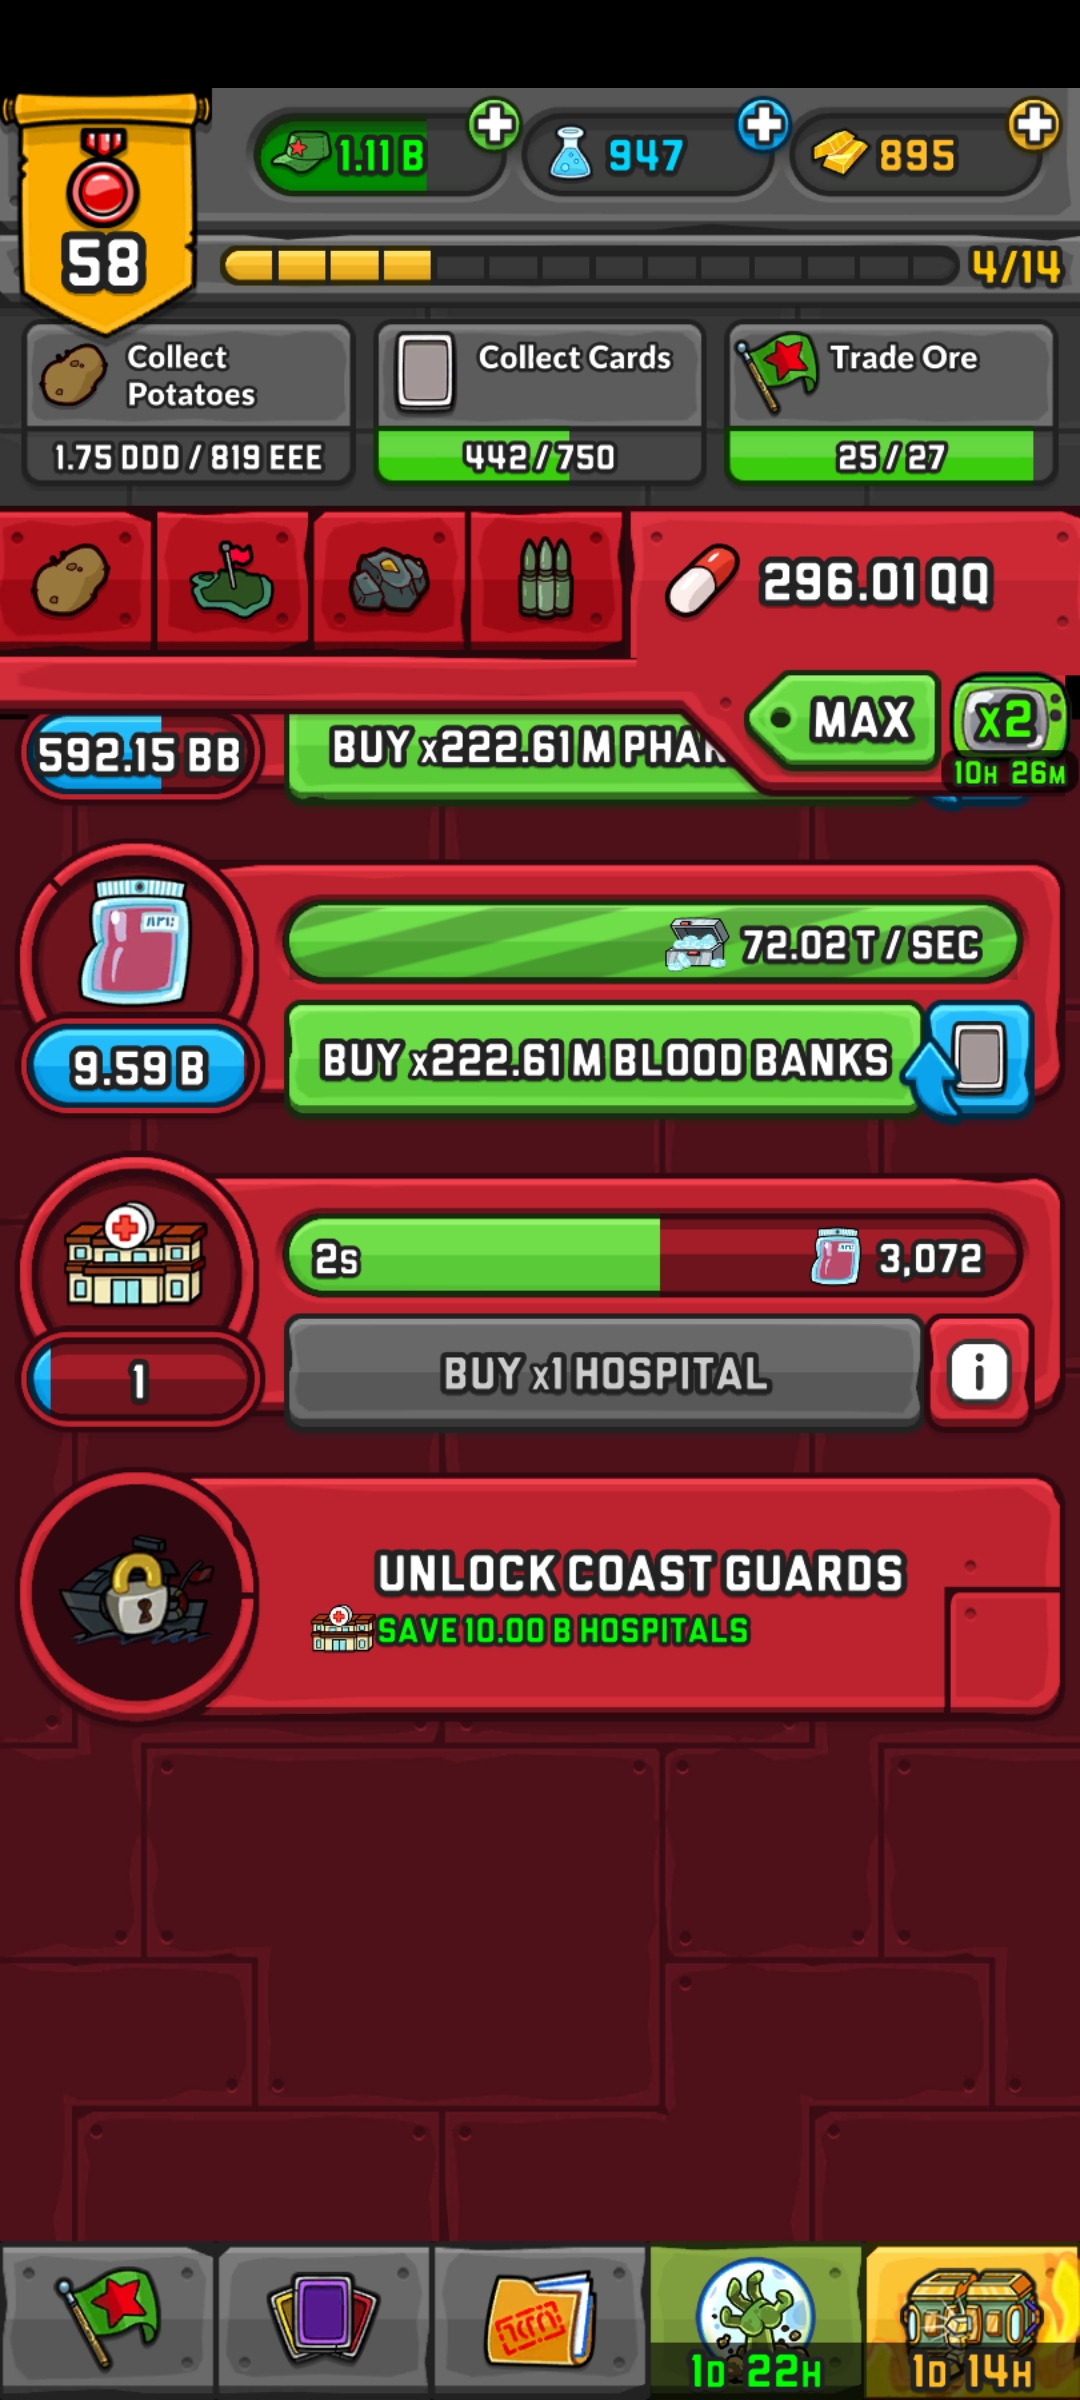 1.11 B
947
895
58
4/14
Collect
Potatoes
Collect Cards
Trade Ore
1.75 DDD / 819 EEE
442/750
25/27
296.01 QQ
MAX
x2
10H 26M
592.15 BB
BUY x222.61 M PHAR
72.02 T / SEC
9.59 B
BUY x222.61 M BLOOD BANKS
2s
3,072
1
BUY x1 HOSPITAL
i
UNLOCK COAST GUARDS
SAVE 10.00 B HOSPITALS
1D 22H
1D 14H